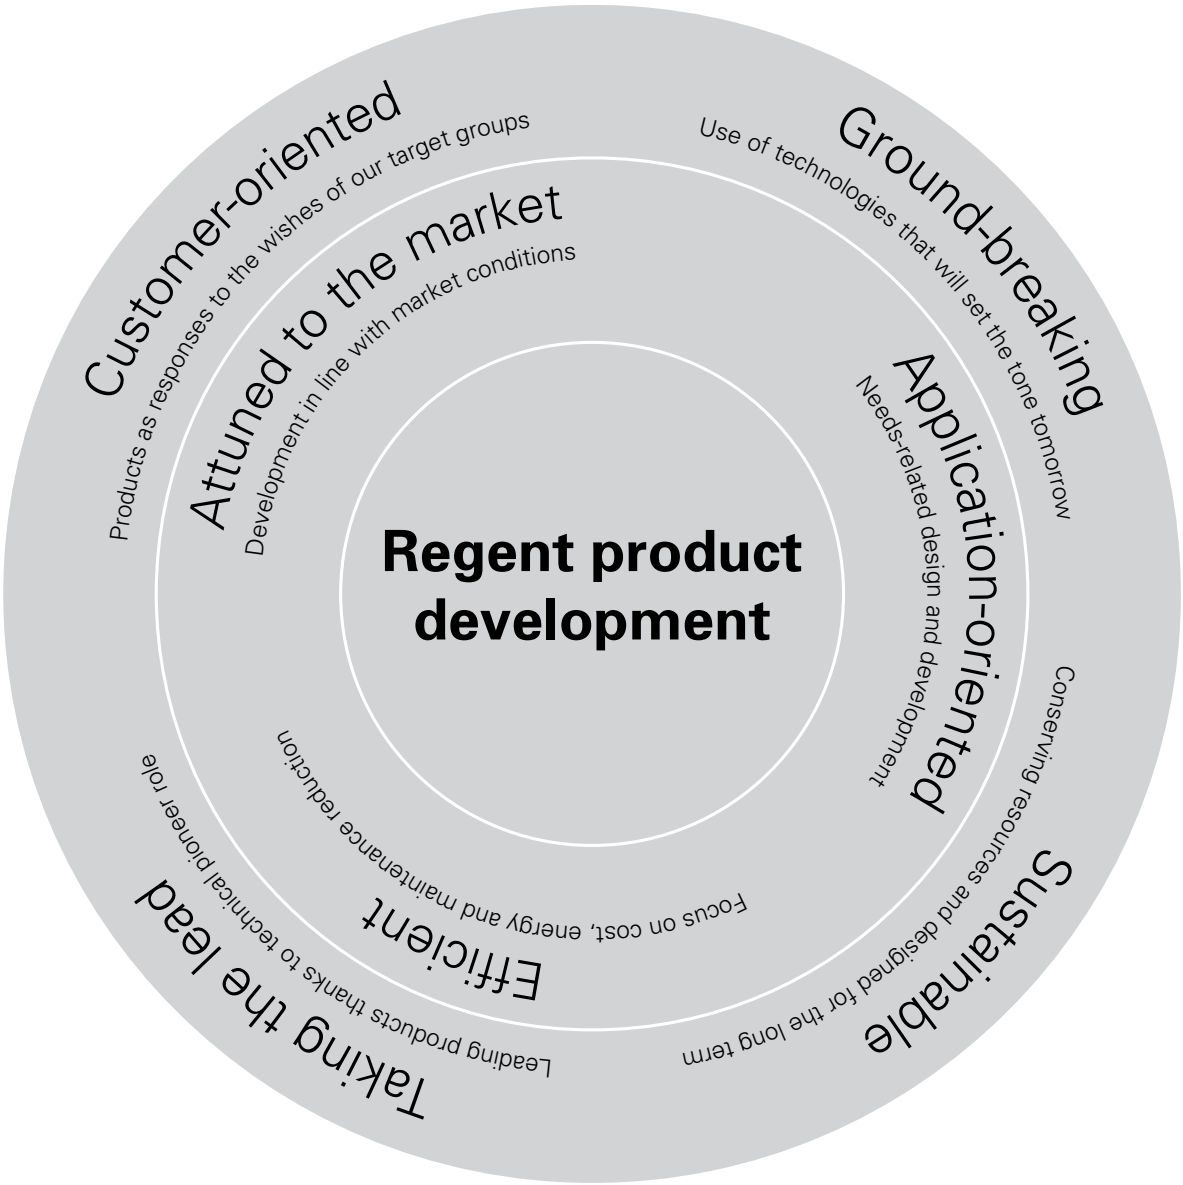 Customer-oriented
Products as responses to the wishes of our target groups
Ground-breaking
Use of technologies that will set the tone tomorrow
Sustainable
Conserving resources and designed for the long term
Taking the lead
Leading products thanks to technical pioneer role
Attuned to the market
Development in line with market conditions
Application-oriented
Needs-related design and development
Efficient
Focus on cost, energy and maintenance reduction
Regent product
development